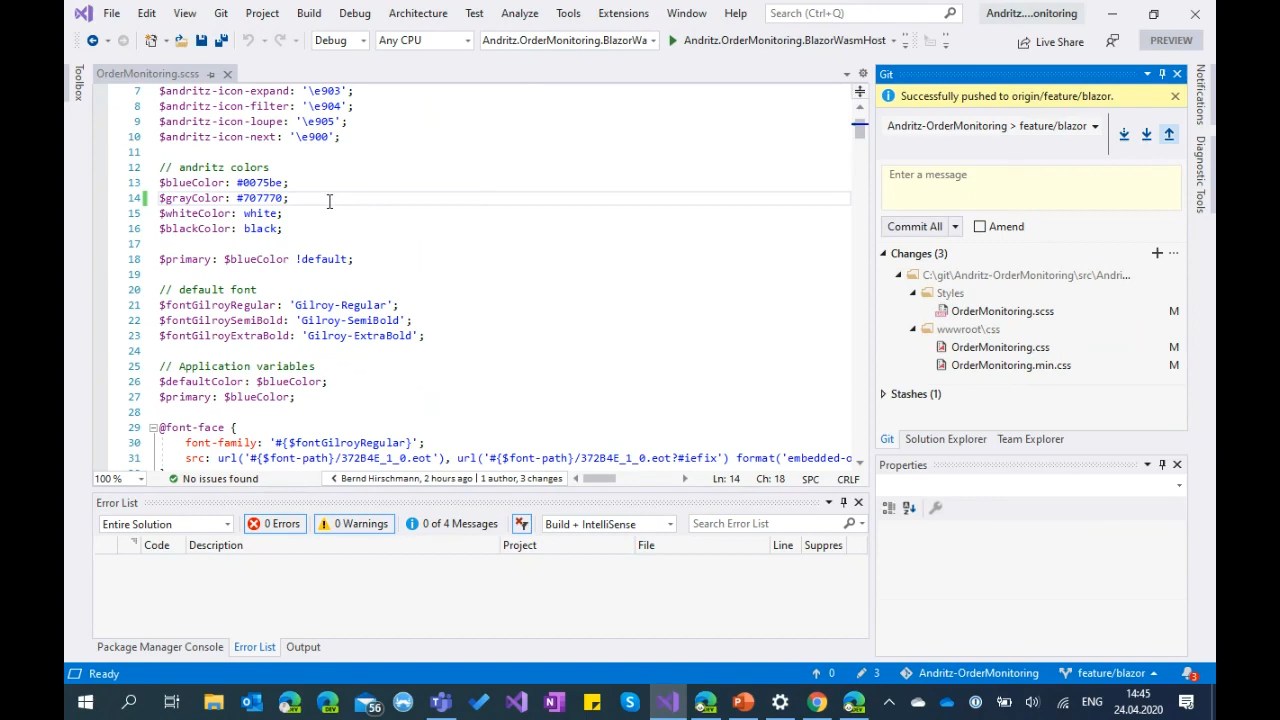 File Edit View Git Project Build Debug Architecture Test Analyze Tools Extensions Window Help Search (Ctrl+Q) Andritz....onitoring
Debug Any CPU Andritz.OrderMonitoring.BlazorWa Andritz.OrderMonitoring.BlazorWasmHost Live Share PREVIEW
Toolbox
OrderMonitoring.scss
7 $andritz-icon-expand: '\e903';
8 $andritz-icon-filter: '\e904';
9 $andritz-icon-loupe: '\e905';
10 $andritz-icon-next: '\e900';
11
12 // andritz colors
13 $blueColor: #0075be;
14 $grayColor: #707770;
15 $whiteColor: white;
16 $blackColor: black;
17
18 $primary: $blueColor !default;
19
20 // default font
21 $fontGilroyRegular: 'Gilroy-Regular';
22 $fontGilroySemiBold: 'Gilroy-SemiBold';
23 $fontGilroyExtraBold: 'Gilroy-ExtraBold';
24
25 // Application variables
26 $defaultColor: $blueColor;
27 $primary: $blueColor;
28
29 @font-face {
30 font-family: '#{$fontGilroyRegular}';
31 src: url('#{$font-path}/372B4E_1_0.eot'), url('#{$font-path}/372B4E_1_0.eot?#iefix') format('embedded-o
100 % No issues found Bernd Hirschmann, 2 hours ago | 1 author, 3 changes Ln: 14 Ch: 18 SPC CRLF
Error List
Entire Solution 0 Errors 0 Warnings 0 of 4 Messages Build + IntelliSense Search Error List
Code Description Project File Line Suppres
Package Manager Console Error List Output
Git
Successfully pushed to origin/feature/blazor.
Andritz-OrderMonitoring > feature/blazor
Enter a message
Commit All Amend
Changes (3)
C:\git\Andritz-OrderMonitoring\src\Andri...
Styles
OrderMonitoring.scss M
wwwroot\css
OrderMonitoring.css M
OrderMonitoring.min.css M
Stashes (1)
Git Solution Explorer Team Explorer
Properties
Notifications
Diagnostic Tools
Ready 0 3 Andritz-OrderMonitoring feature/blazor 3
DEV DEV 56 ENG 14:45
24.04.2020